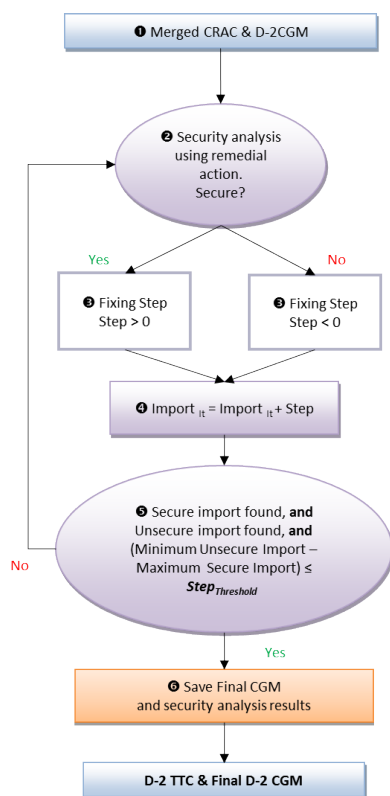 ❶ Merged CRAC & D-2CGM
❷ Security analysis
using remedial
action.
Secure?
Yes
No
❸ Fixing Step
Step > 0
❸ Fixing Step
Step < 0
❹ Import It = Import It + Step
❺ Secure import found, and
Unsecure import found, and
(Minimum Unsecure Import –
Maximum Secure Import) ≤
StepThreshold
No
Yes
❻ Save Final CGM
and security analysis results
D-2 TTC & Final D-2 CGM